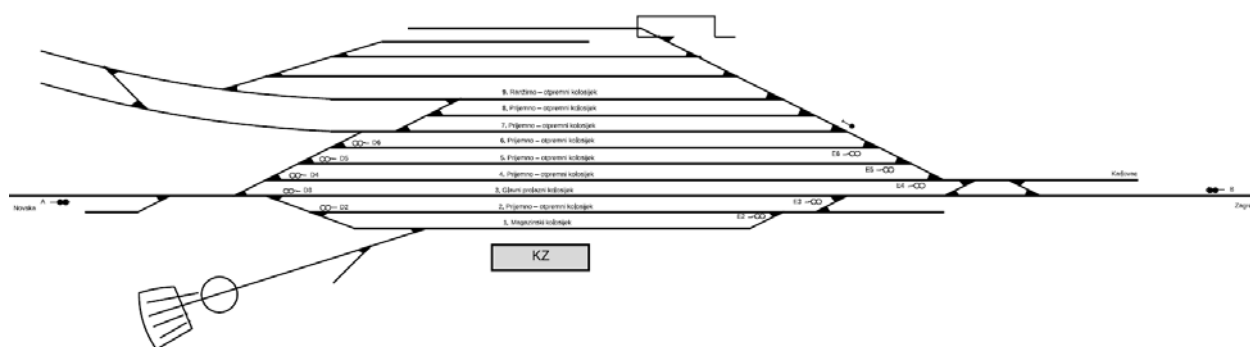 9. Ranžirno – otpremni kolosijek
8. Prijemno – otpremni kolosijek
7. Prijemno – otpremni kolosijek
D6
6. Prijemno – otpremni kolosijek
E6
D5
5. Prijemno – otpremni kolosijek
E5
D4
4. Prijemno – otpremni kolosijek
Karlovac
D3
3. Glavni prolazni kolosijek
E4
B
A
Novska
D2
2. Prijemno – otpremni kolosijek
E3
Zagre
1. Magazinski kolosijek
E2
KZ